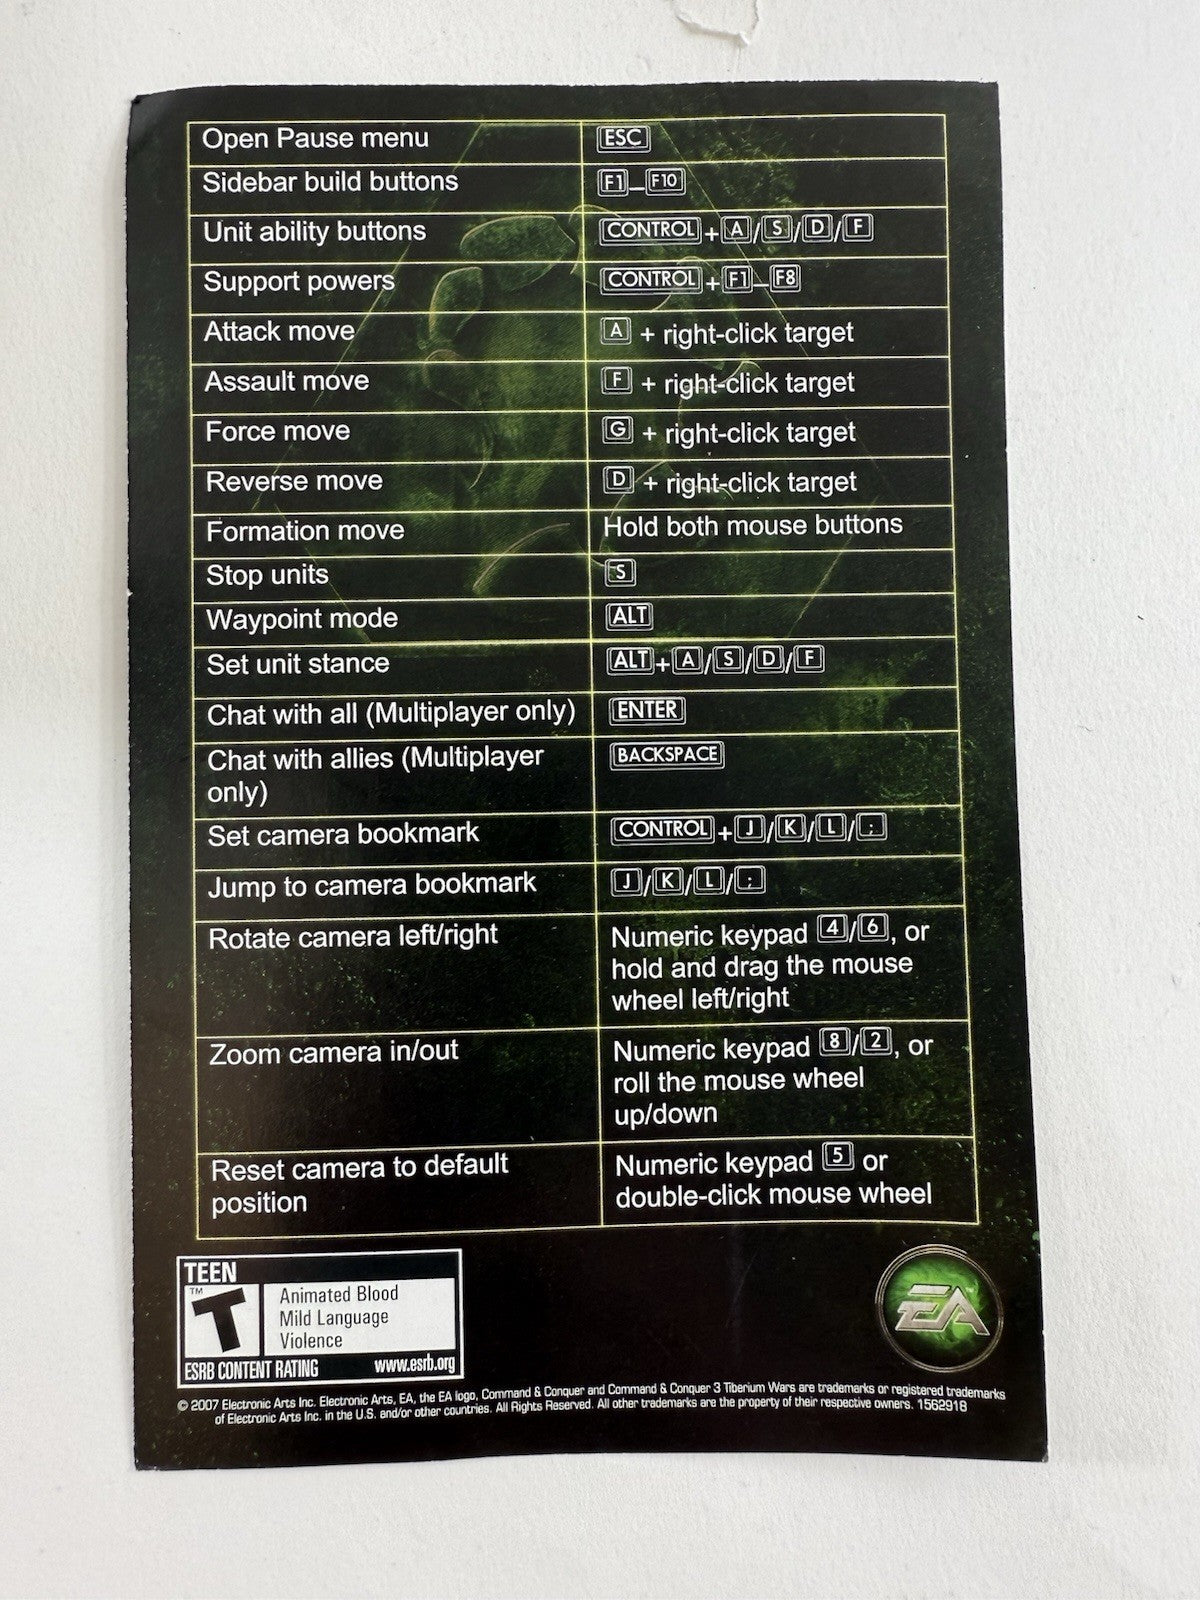 Open Pause menu ESC
Sidebar build buttons F1–F10
Unit ability buttons CONTROL+A/S/D/F
Support powers CONTROL+F1–F8
Attack move A + right-click target
Assault move F + right-click target
Force move G + right-click target
Reverse move D + right-click target
Formation move Hold both mouse buttons
Stop units S
Waypoint mode ALT
Set unit stance ALT+A/S/D/F
Chat with all (Multiplayer only) ENTER
Chat with allies (Multiplayer BACKSPACE
only)
Set camera bookmark CONTROL+J/K/L/;
Jump to camera bookmark J/K/L/;
Rotate camera left/right Numeric keypad 4/6, or
hold and drag the mouse
wheel left/right
Zoom camera in/out Numeric keypad 8/2, or
roll the mouse wheel
up/down
Reset camera to default Numeric keypad 5 or
position double-click mouse wheel
TEEN
TM
T
Animated Blood
Mild Language
Violence
ESRB CONTENT RATING www.esrb.org
EA
© 2007 Electronic Arts Inc. Electronic Arts, EA, the EA logo, Command & Conquer and Command & Conquer 3 Tiberium Wars are trademarks or registered trademarks
of Electronic Arts Inc. in the U.S. and/or other countries. All Rights Reserved. All other trademarks are the property of their respective owners. 1562918